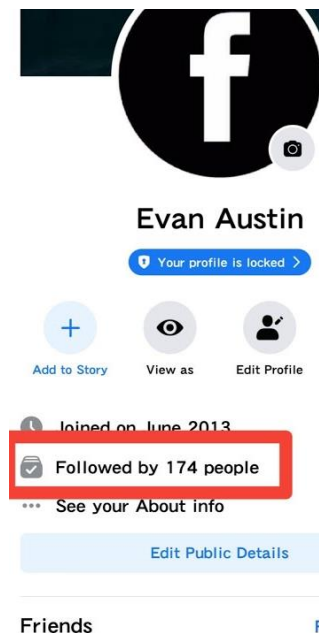 f
Evan Austin
Your profile is locked
Add to Story View as Edit Profile
Joined on June 2013
Followed by 174 people
See your About info
Edit Public Details
Friends